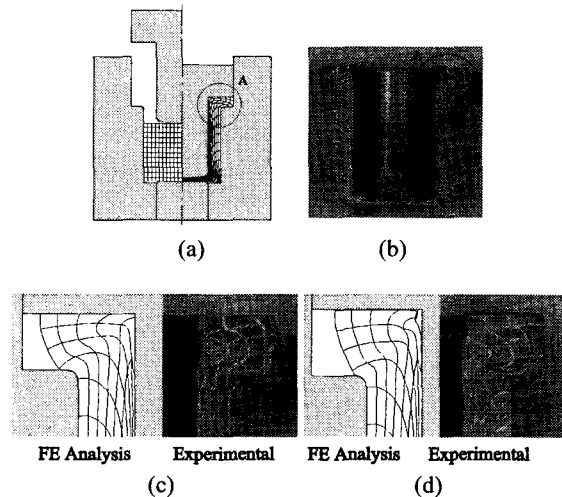 A
(a)
(b)
FE Analysis
Experimental
FE Analysis
Experimental
(c)
(d)